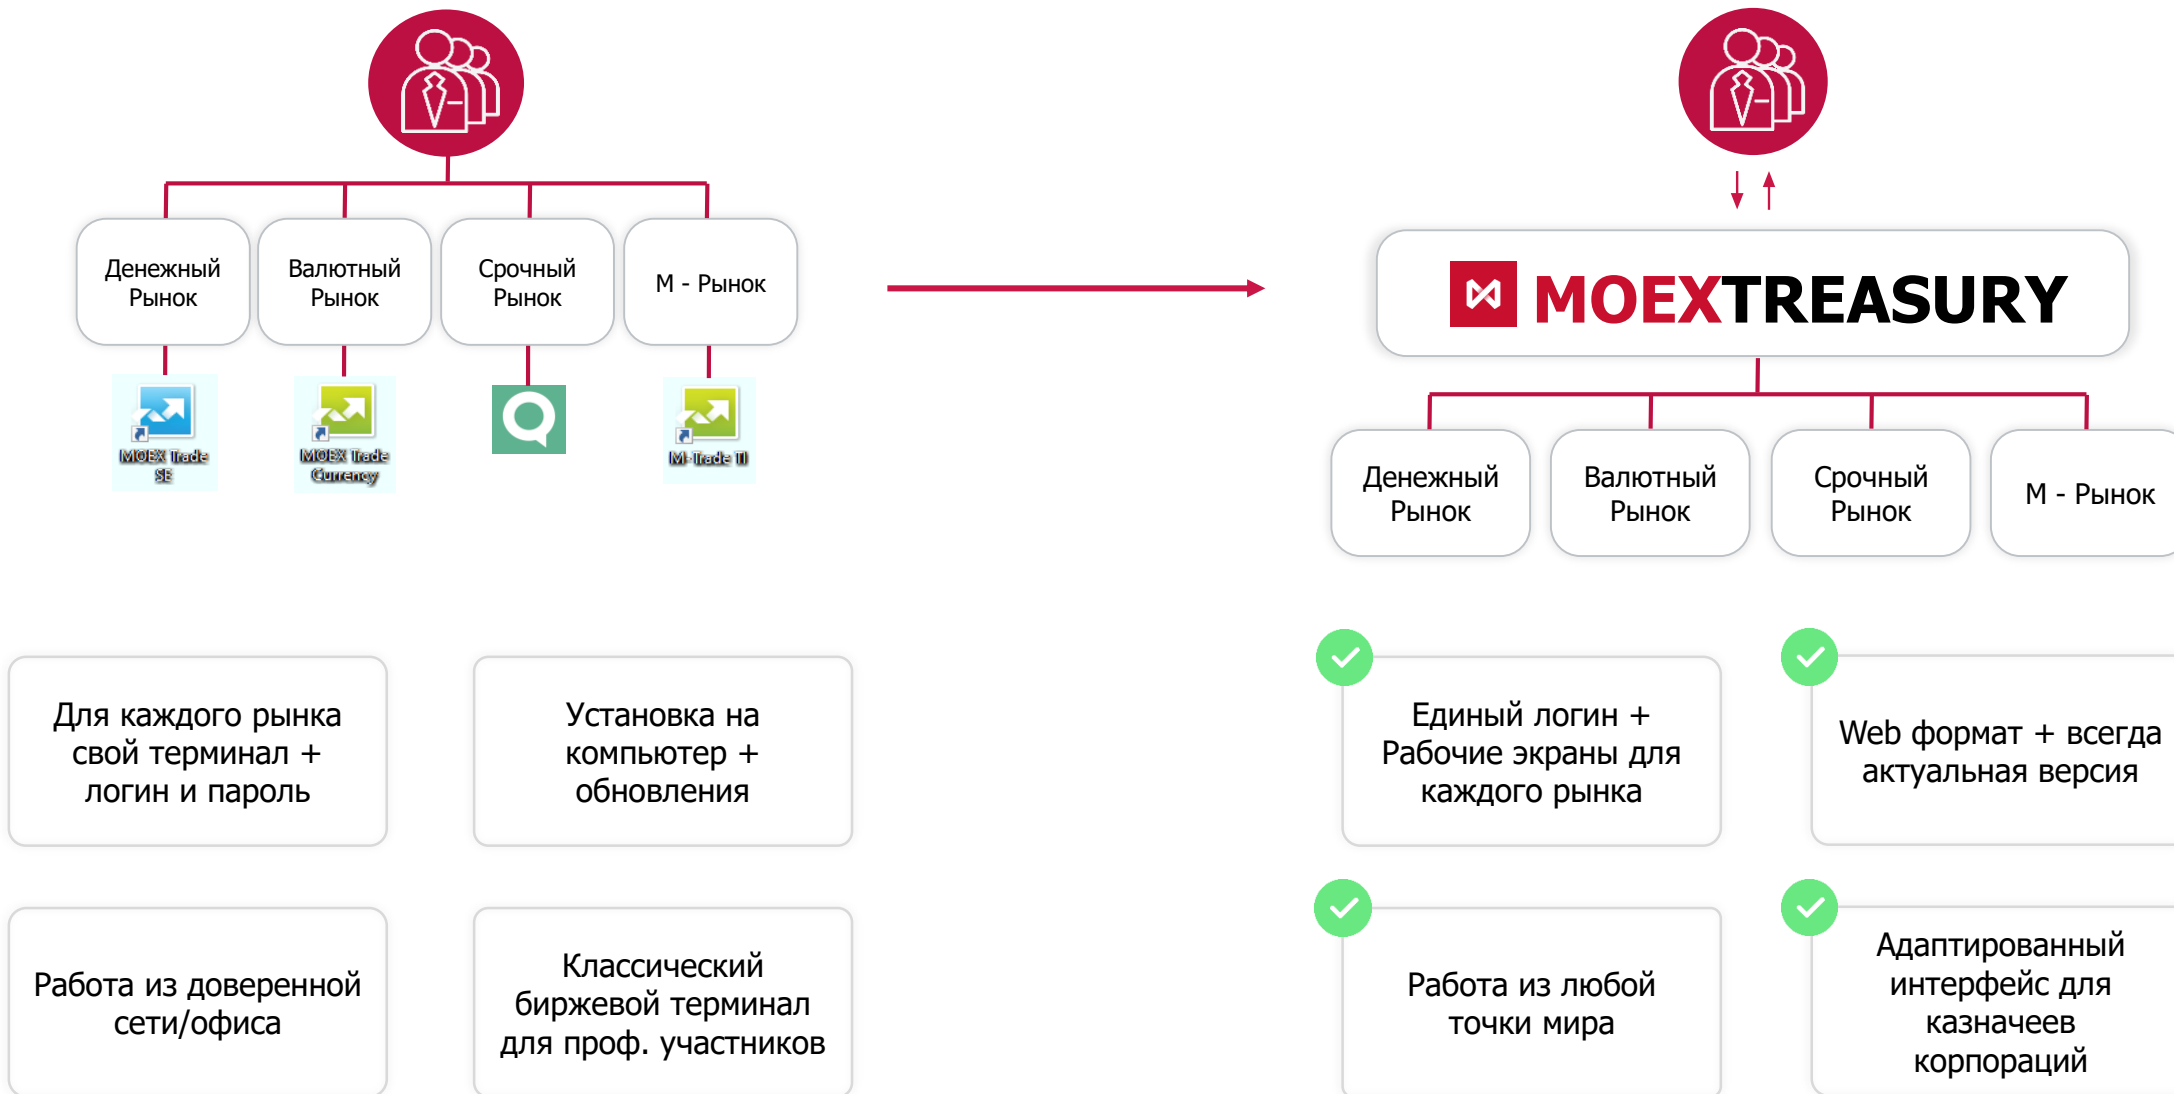 Денежный
Рынок
Валютный
Рынок
Срочный
Рынок
М - Рынок
MOEX Trade
SE
MOEX Trade
Currency
M-Trade TI
Для каждого рынка
свой терминал +
логин и пароль
Установка на
компьютер +
обновления
Работа из доверенной
сети/офиса
Классический
биржевой терминал
для проф. участников
MOEXTREASURY
Денежный
Рынок
Валютный
Рынок
Срочный
Рынок
М - Рынок
Единый логин +
Рабочие экраны для
каждого рынка
Web формат + всегда
актуальная версия
Работа из любой
точки мира
Адаптированный
интерфейс для
казначеев
корпораций